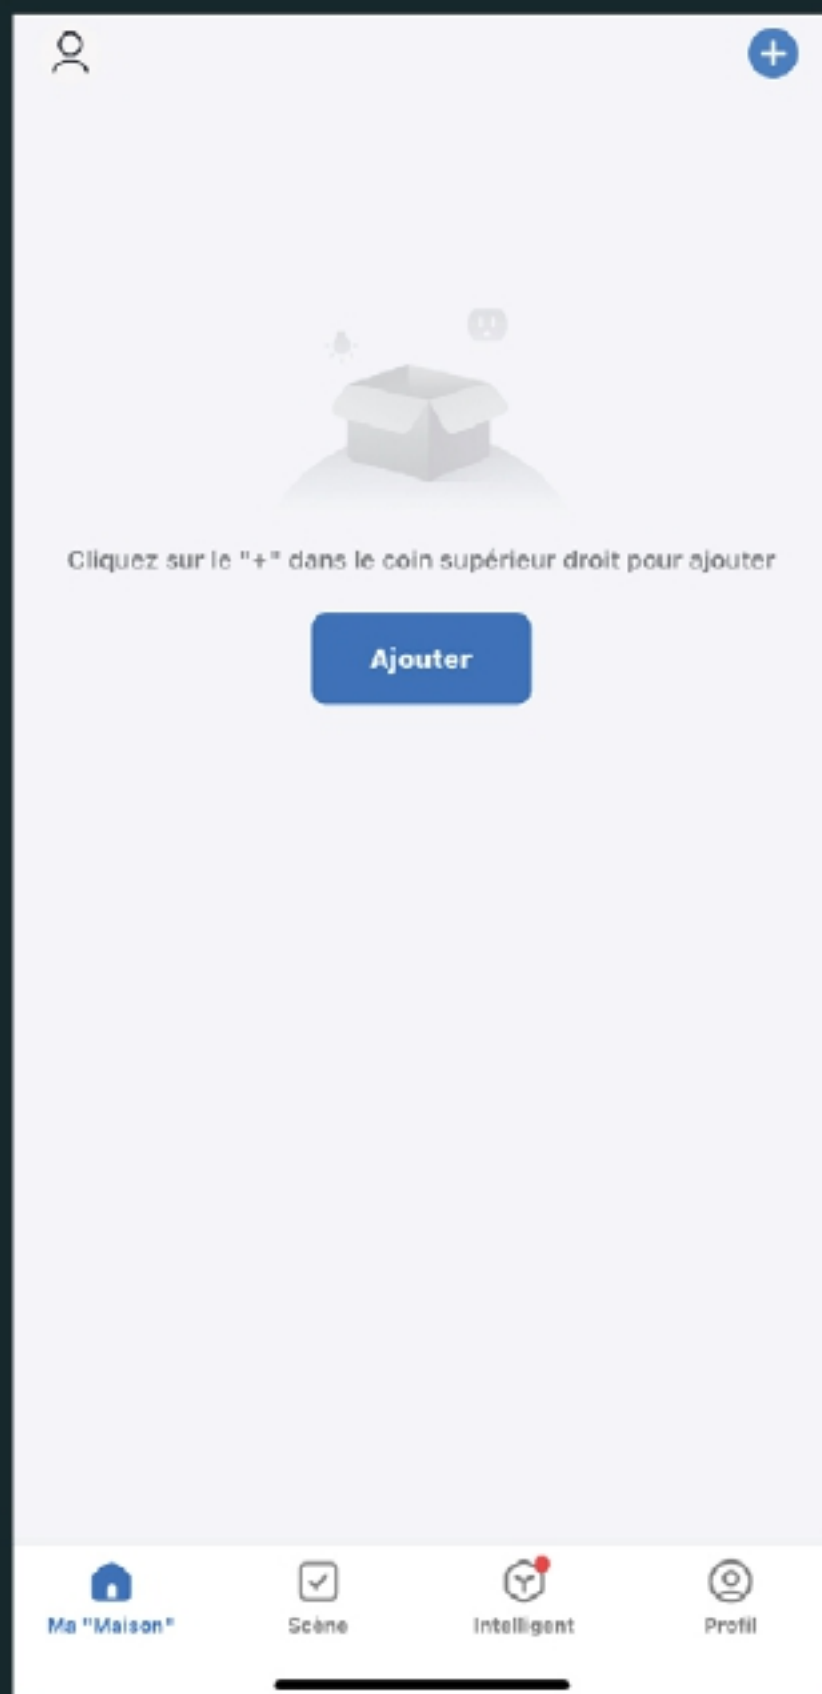 Cliquez sur le "+" dans le coin supérieur droit pour ajouter
Ajouter
Ma "Maison"
Scène
Intelligent
Profil